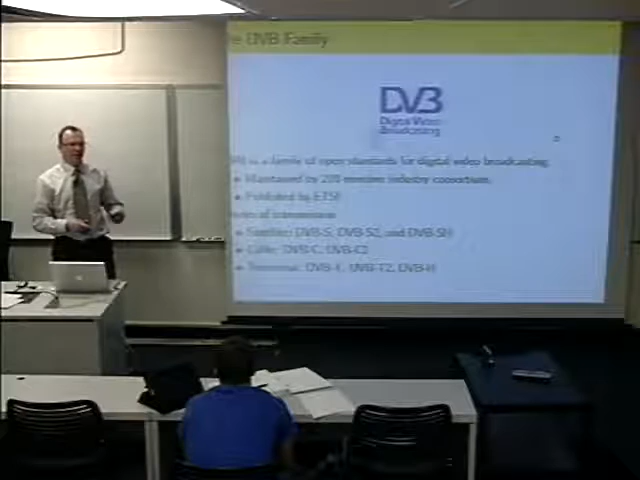 e DVB Family
DVB
Digital Video
Broadcasting
is a family of open standards for digital video broadcasting.
Maintained by 270-member industry consortium.
Published by ETSI
modes of transmission
Satellite: DVB-S, DVB-S2, and DVB-SH
Cable: DVB-C, DVB-C2
Terrestrial: DVB-T, DVB-T2, DVB-H